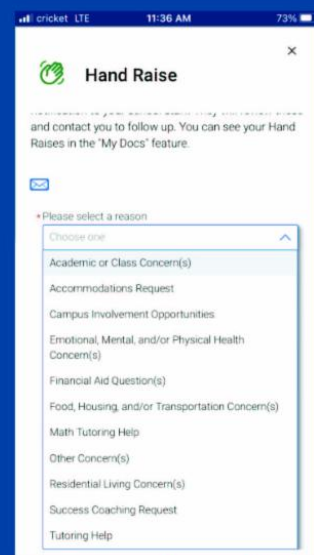 cricket LTE 11:36 AM 73%
×
Hand Raise
and contact you to follow up. You can see your Hand
Raises in the "My Docs" feature.
*Please select a reason
Choose one
Academic or Class Concern(s)
Accommodations Request
Campus Involvement Opportunities
Emotional, Mental, and/or Physical Health
Concern(s)
Financial Aid Question(s)
Food, Housing, and/or Transportation Concern(s)
Math Tutoring Help
Other Concern(s)
Residential Living Concern(s)
Success Coaching Request
Tutoring Help